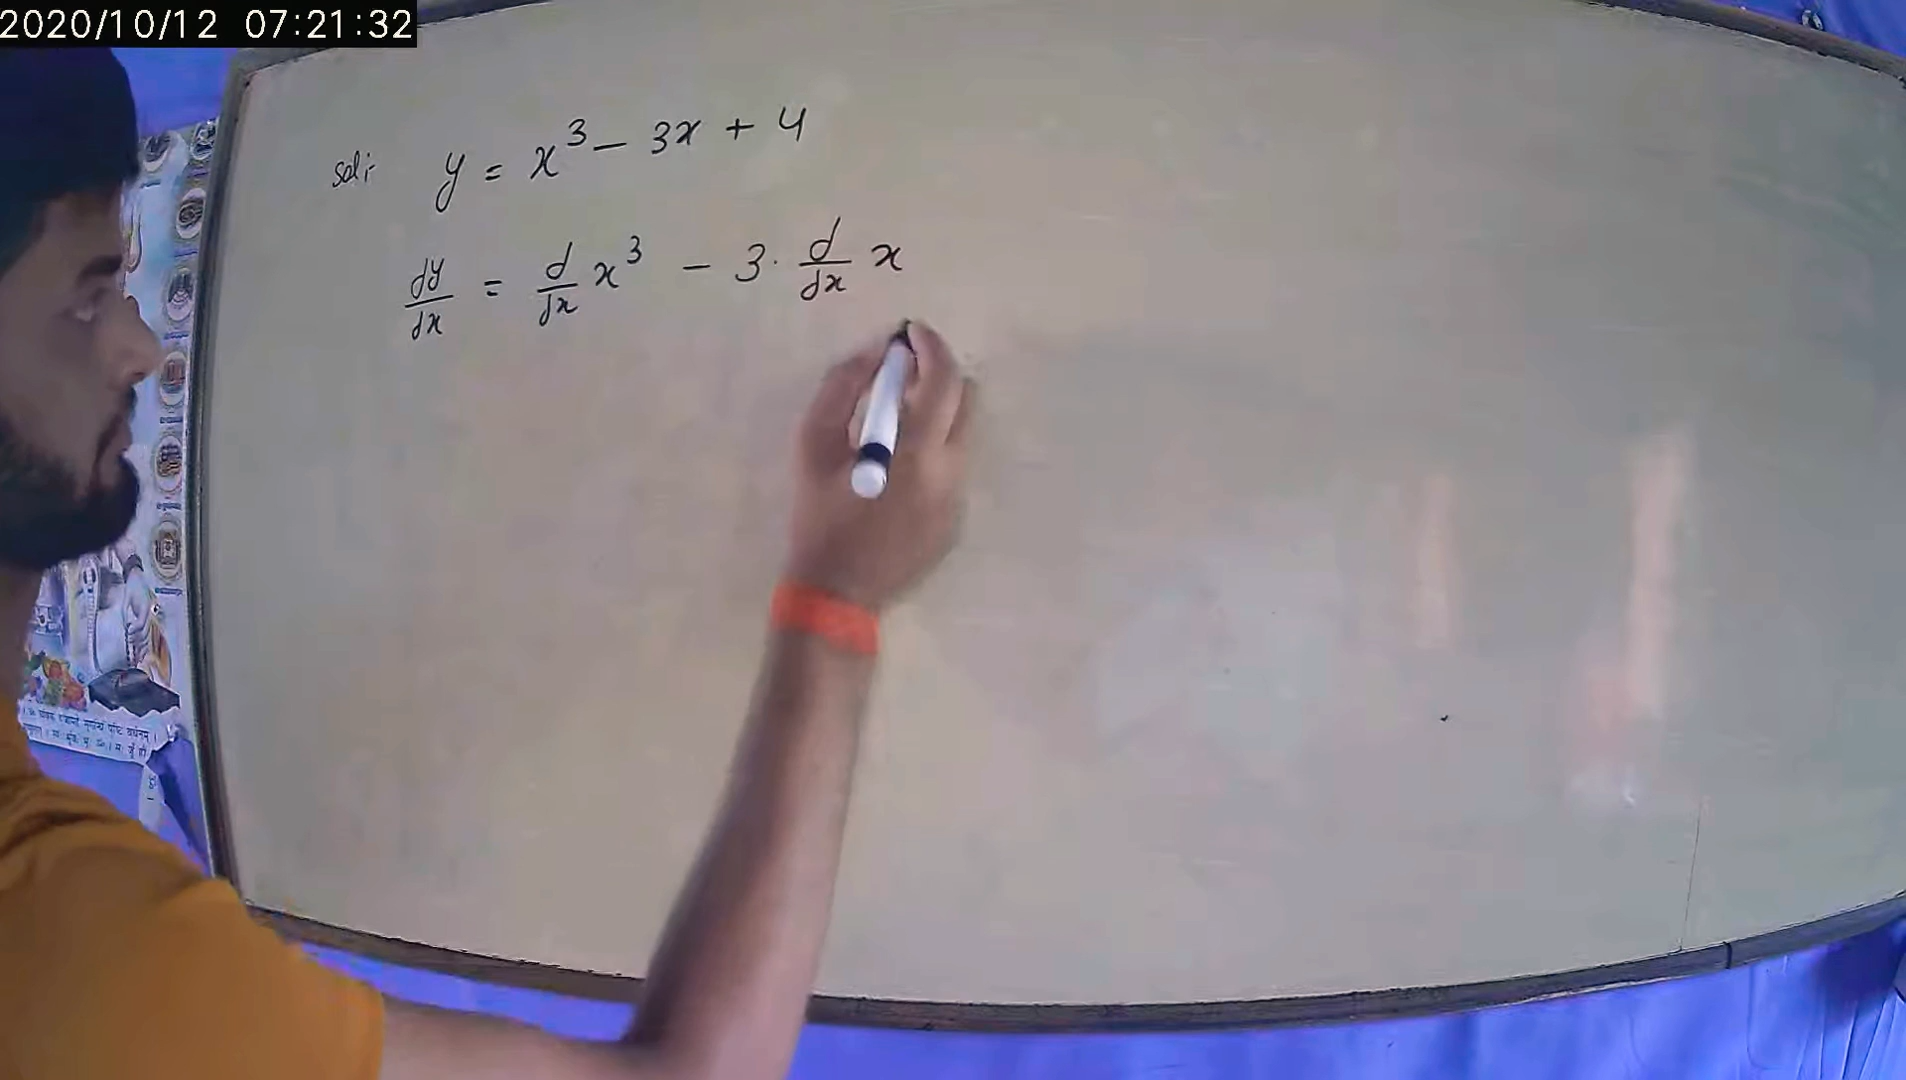 2020/10/12 07:21:32
Sol:-  y = x³ - 3x + 4
dy/dx = d/dx x³ - 3 · d/dx x